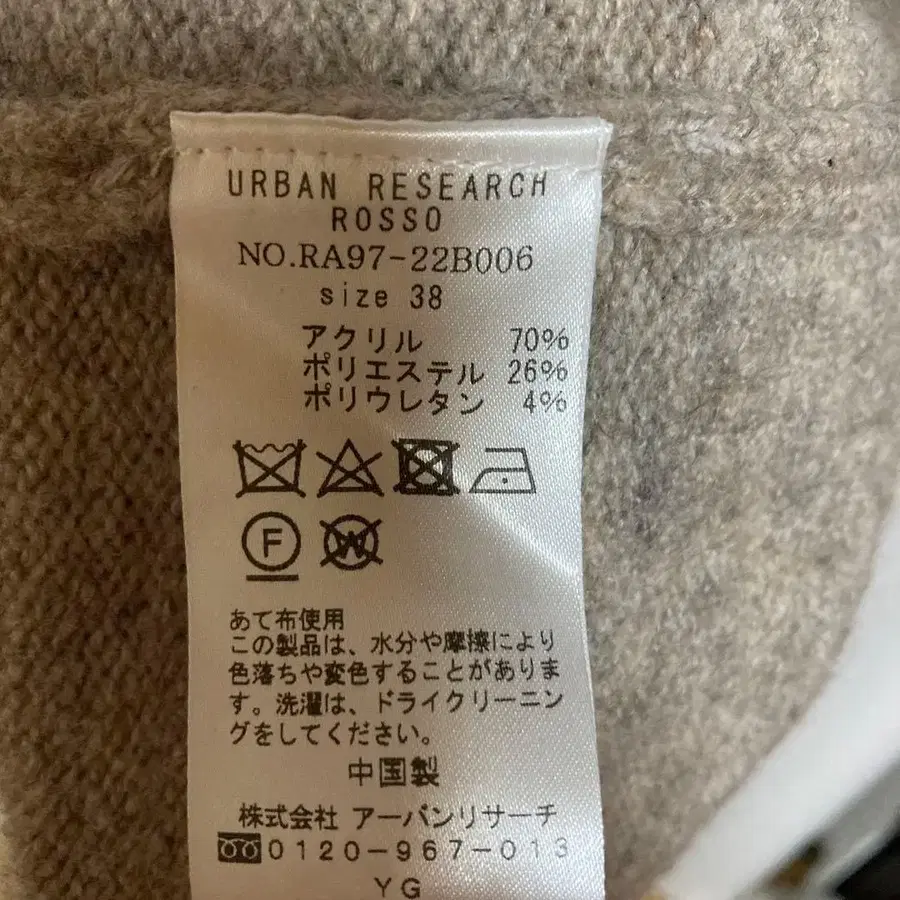 URBAN RESEARCH
ROSSO
NO.RA97-22B006
size 38
アクリル 70%
ポリエステル 26%
ポリウレタン 4%
F W
あて布使用
この製品は、水分や摩擦により
色落ちや変色することがありま
す。洗濯は、ドライクリーニン
グをしてください。
中国製
株式会社 アーバンリサーチ
0120-967-013
YG